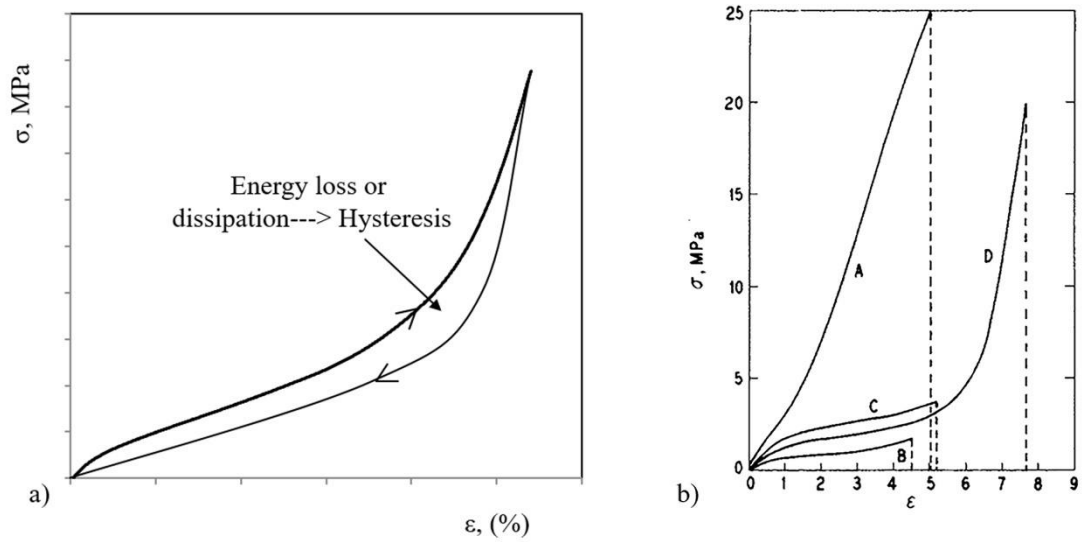 σ, MPa
Energy loss or
dissipation---> Hysteresis
a)
ε, (%)
25
20
15
10
5
0
σ, MPa
A
D
C
B
0 1 2 3 4 5 6 7 8 9
ε
b)